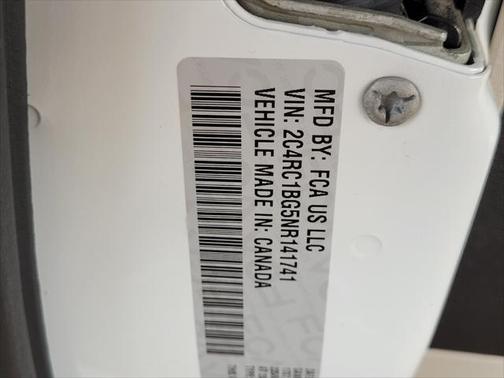 MFD BY: FCA US LLC
VIN: 2C4RC1BG5NR141741
VEHICLE MADE IN: CANADA